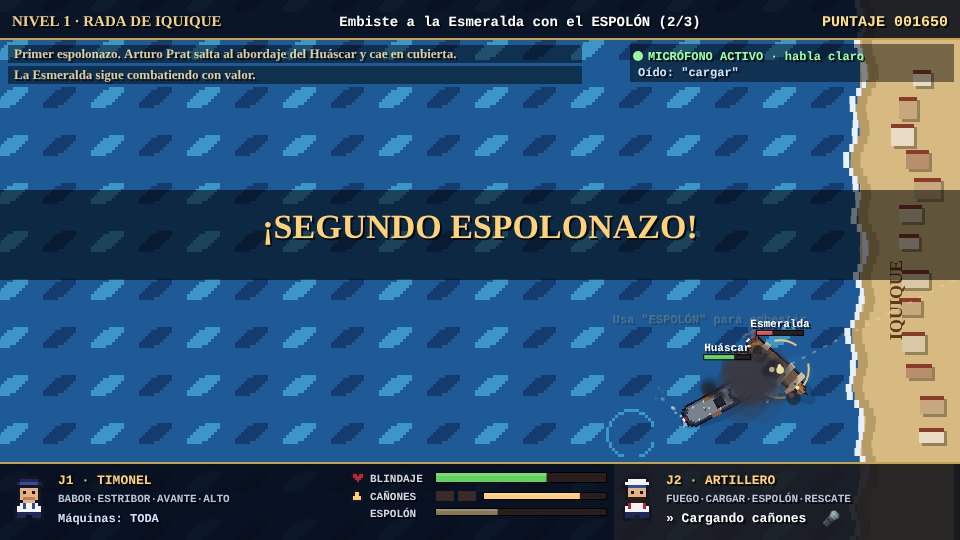 NIVEL 1 · RADA DE IQUIQUE
Embiste a la Esmeralda con el ESPOLÓN (2/3)
PUNTAJE 001650
Primer espolonazo. Arturo Prat salta al abordaje del Huáscar y cae en cubierta.
La Esmeralda sigue combatiendo con valor.
MICRÓFONO ACTIVO · habla claro
Oído: "cargar"
¡SEGUNDO ESPOLONAZO!
IQUIQUE
Usa "ESPOLÓN" para embestir
Esmeralda
Huáscar
J1 · TIMONEL
BABOR·ESTRIBOR·AVANTE·ALTO
Máquinas: TODA
BLINDAJE
CAÑONES
ESPOLÓN
J2 · ARTILLERO
FUEGO·CARGAR·ESPOLÓN·RESCATE
» Cargando cañones